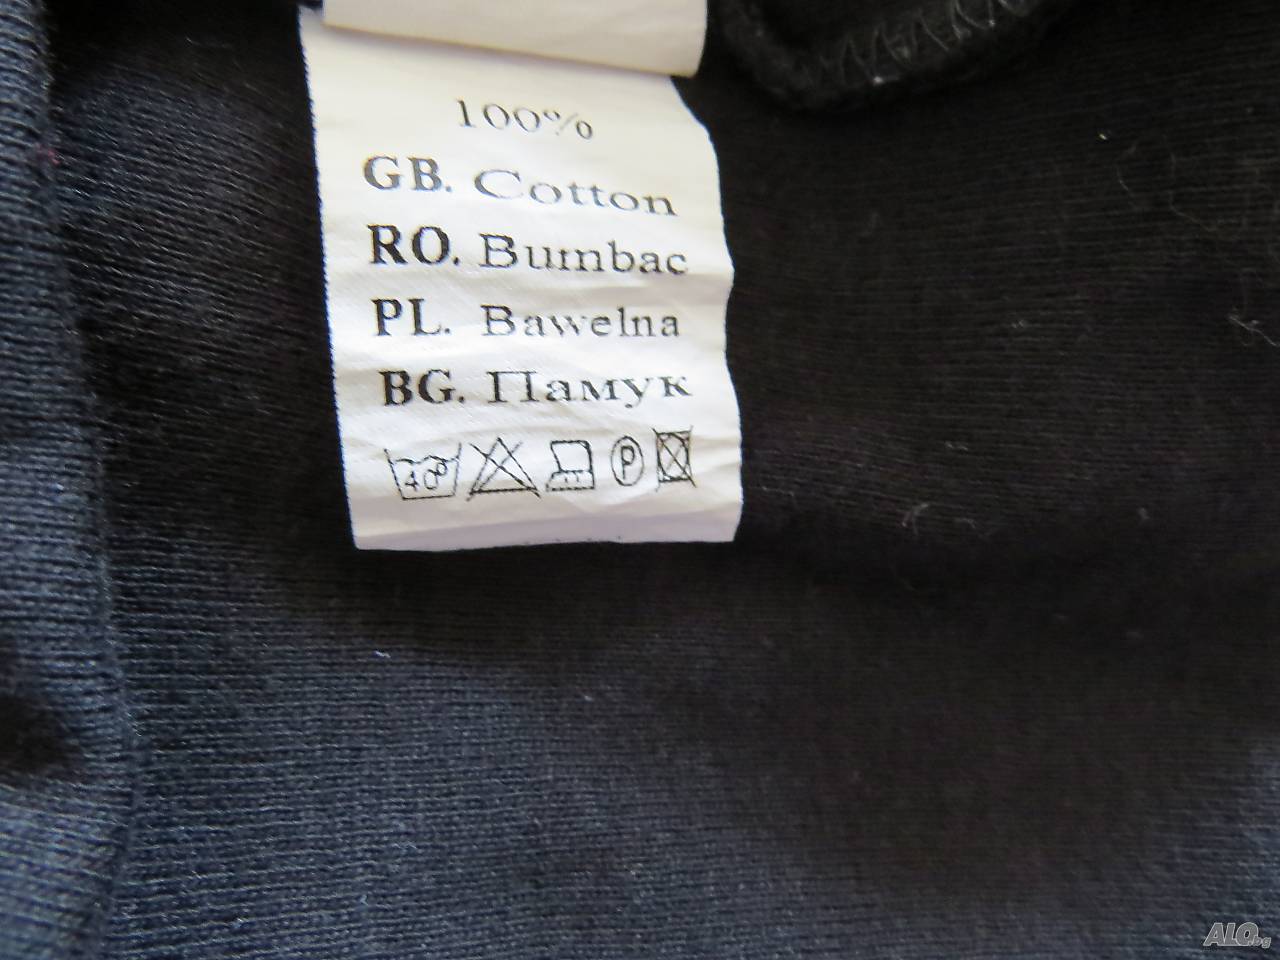 100%
GB. Cotton
RO. Bumbac
PL. Bawelna
BG. Памук
40°
P
ALO.bg